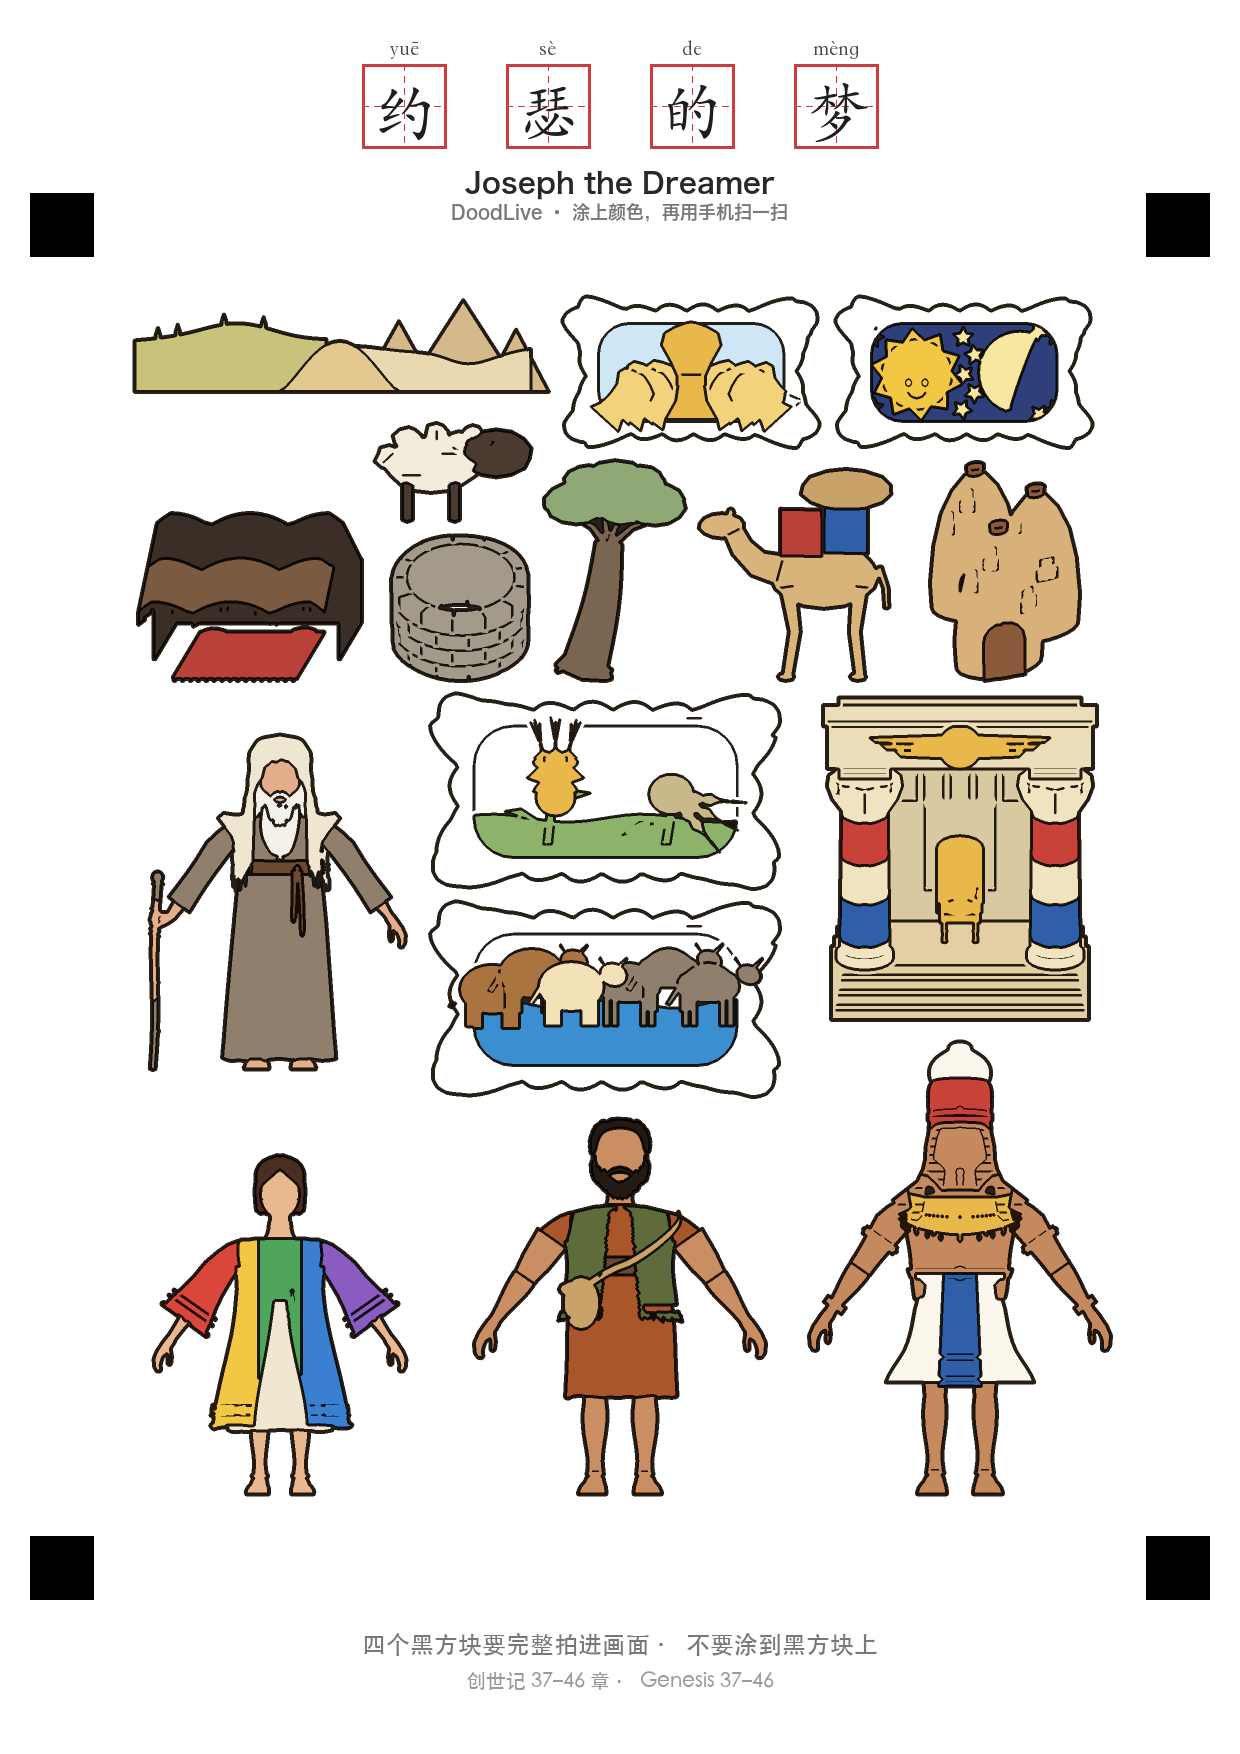 yuē sè de mèng
约瑟的梦
Joseph the Dreamer
DoodLive · 涂上颜色，再用手机扫一扫
四个黑方块要完整拍进画面 · 不要涂到黑方块上
创世记 37–46 章 · Genesis 37–46